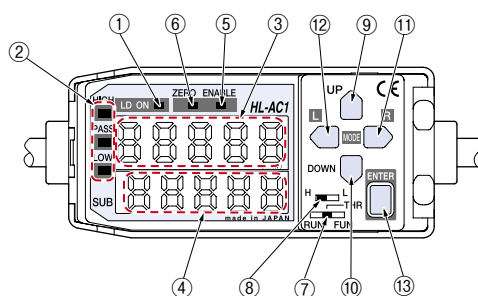 ① ⑥ ⑤ ③ ⑫ ⑨ ⑪
②
UP CE
HIGH LD ON ZERO ENABLE HL-AC1
L R
PASS MODE
LOW
DOWN ENTER
SUB H L
THR
made in JAPAN RUN FUN
④ ⑧ ⑦ ⑩ ⑬